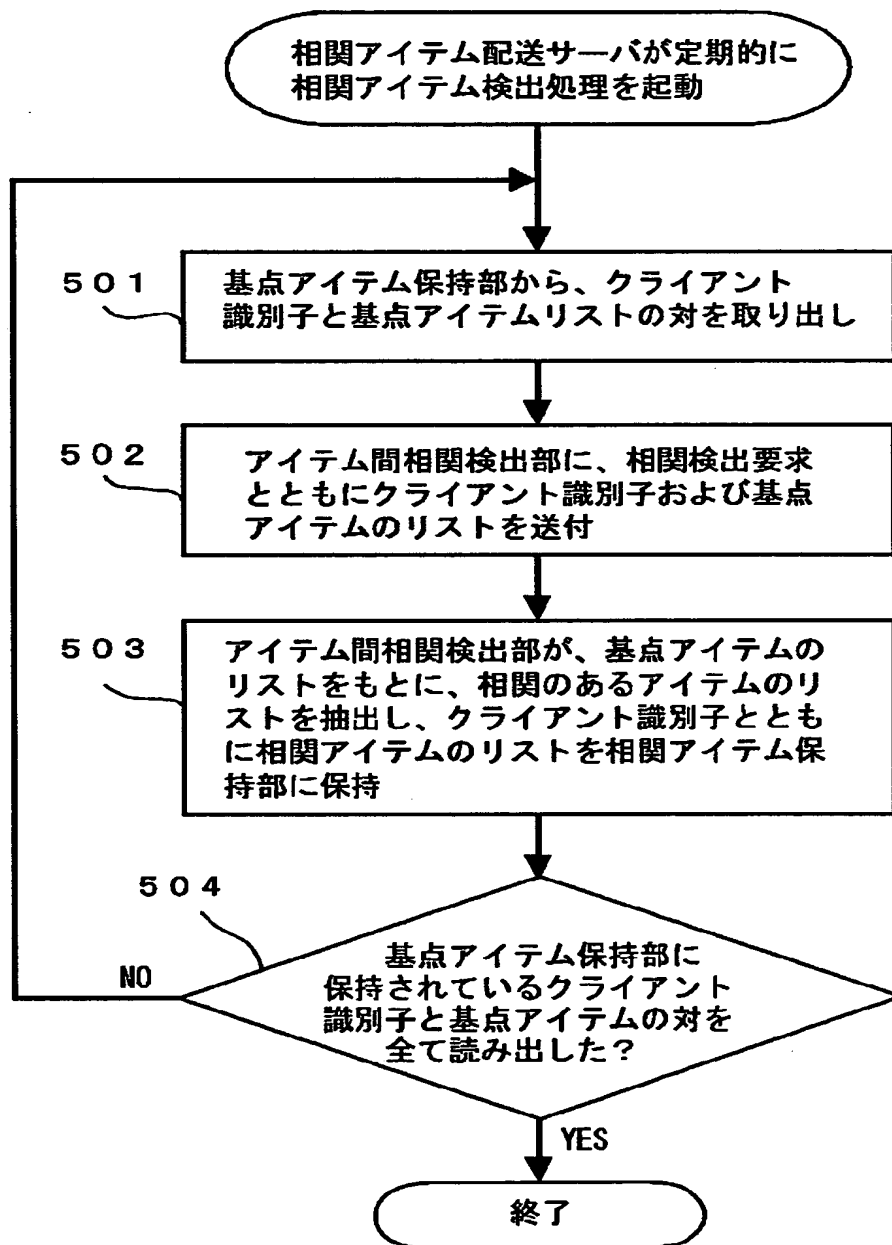 相関アイテム配送サーバが定期的に
相関アイテム検出処理を起動
501
基点アイテム保持部から、クライアント
識別子と基点アイテムリストの対を取り出し
502
アイテム間相関検出部に、相関検出要求
とともにクライアント識別子および基点
アイテムのリストを送付
503
アイテム間相関検出部が、基点アイテムの
リストをもとに、相関のあるアイテムのリ
ストを抽出し、クライアント識別子ととも
に相関アイテムのリストを相関アイテム保
持部に保持
504
基点アイテム保持部に
保持されているクライアント
識別子と基点アイテムの対を
全て読み出した？
NO
YES
終了